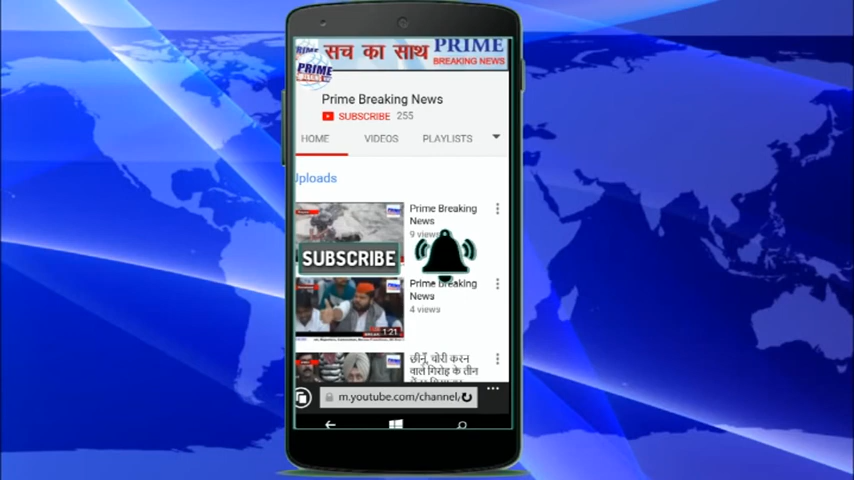 सच का साथ
PRIME
BREAKING NEWS
PRIME
PRIME
Prime Breaking News
SUBSCRIBE 255
HOME VIDEOS PLAYLISTS
Uploads
Prime Breaking
News
9 views
SUBSCRIBE
Prime Breaking
News
4 views
1:21
छीनूँ, चोरी करन
वाले गिरोह के तीन
m.youtube.com/channel/